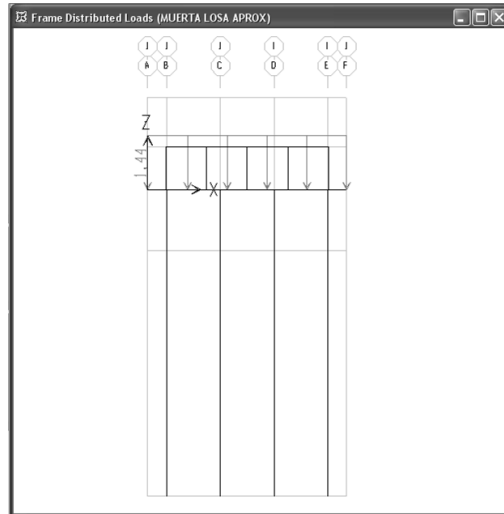 Frame Distributed Loads (MUERTA LOSA APROX)
J J J I I J
A B C D E F
Z
1.44
X